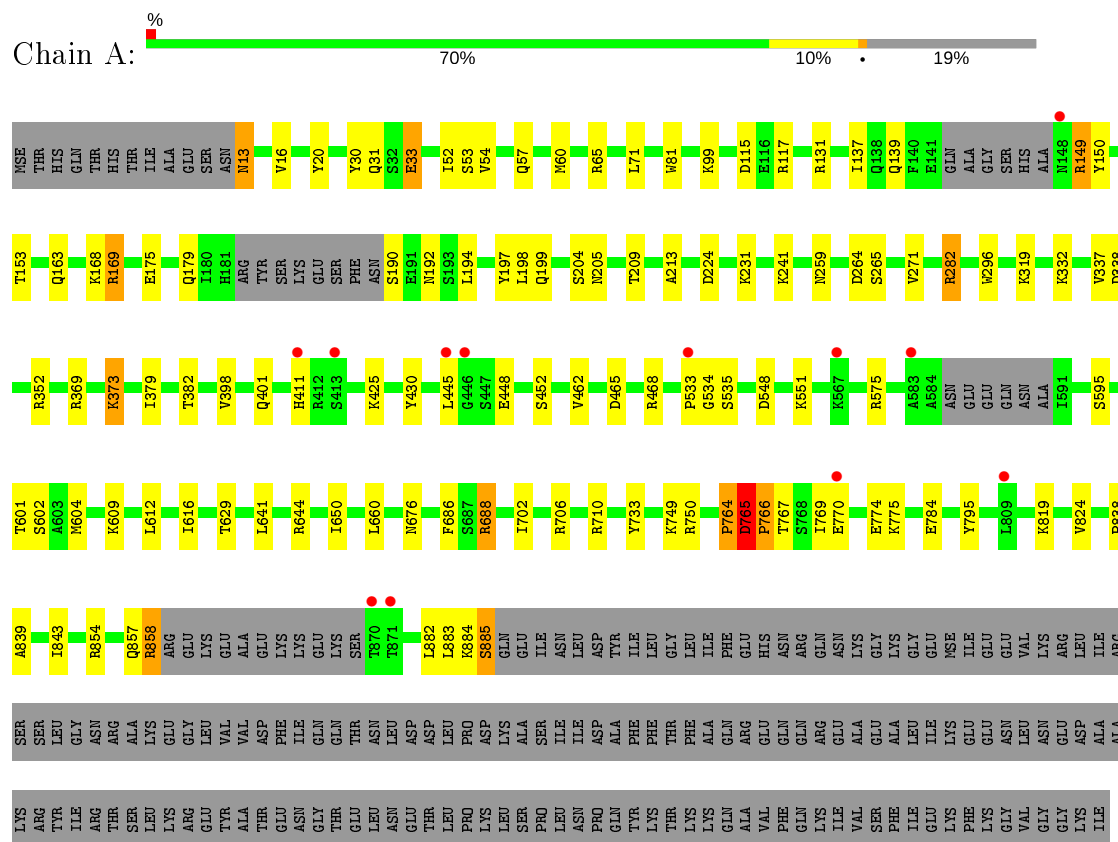 %
Chain A:
70% 10% • 19%
MSE THR HIS GLN THR HIS THR ILE ALA GLU SER ASN N13 V16 Y20 Y30 Q31 S32 E33 I52 S53 V54 Q57 M60 R65 L71 W81 K99 D115 E116 R117 R131 I137 Q138 Q139 F140 E141 GLN ALA GLY SER HIS ALA N148 R149 Y150
T153 Q163 K168 R169 E175 Q179 I180 H181 ARG TYR SER LYS GLU SER PHE ASN S190 E191 N192 S193 L194 Y197 L198 Q199 S204 N205 T209 A213 D224 K231 K241 N259 D264 S265 V271 R282 W296 K319 K332 V337
R352 R369 K373 I379 T382 V398 Q401 H411 R412 S413 K425 Y430 L445 G446 S447 E448 S452 V462 D465 R468 P533 G534 S535 D548 K551 K567 R575 A583 A584 ASN GLU GLU GLN ASN ALA I591 S595
T601 S602 A603 M604 K609 L612 I616 T629 L641 R644 I650 L660 N676 F686 S687 R688 I702 R706 R710 Y733 K749 R750 P764 D765 P766 T767 S768 I769 E770 E774 K775 E784 Y795 L809 K819 V824
A839 I843 R854 Q857 R858 ARG GLU LYS GLU ALA GLU LYS LYS GLU LYS SER T870 T871 L882 L883 K884 S885 GLN GLU ILE ASN LEU ASP TYR ILE LEU GLY LEU ILE PHE GLU HIS ASN ARG GLN ASN LYS GLY LYS GLY LYS MSE ILE GLU GLU VAL LYS ARG LEU ILE
SER SER LEU GLY ASN ARG ALA LYS GLU GLY LEU VAL VAL ASP PHE ILE GLN GLN THR ASN LEU ASP ASP LEU PRO ASP LYS ALA SER ILE ILE ASP ALA PHE PHE THR PHE ALA GLN ARG GLU GLN GLN ARG GLU ALA GLU ALA LEU ILE LYS GLU GLU ASN LEU ASN GLU ASP ALA
LYS ARG TYR ILE ARG THR SER LEU LYS ARG GLU TYR ALA THR GLU ASN GLY THR GLU LEU ASN GLU THR LEU PRO LYS LEU SER PRO LEU ASN PRO GLN TYR LYS THR LYS LYS GLN ALA VAL PHE GLN LYS ILE VAL SER PHE ILE GLU LYS PHE LYS GLY VAL GLY GLY LYS ILE